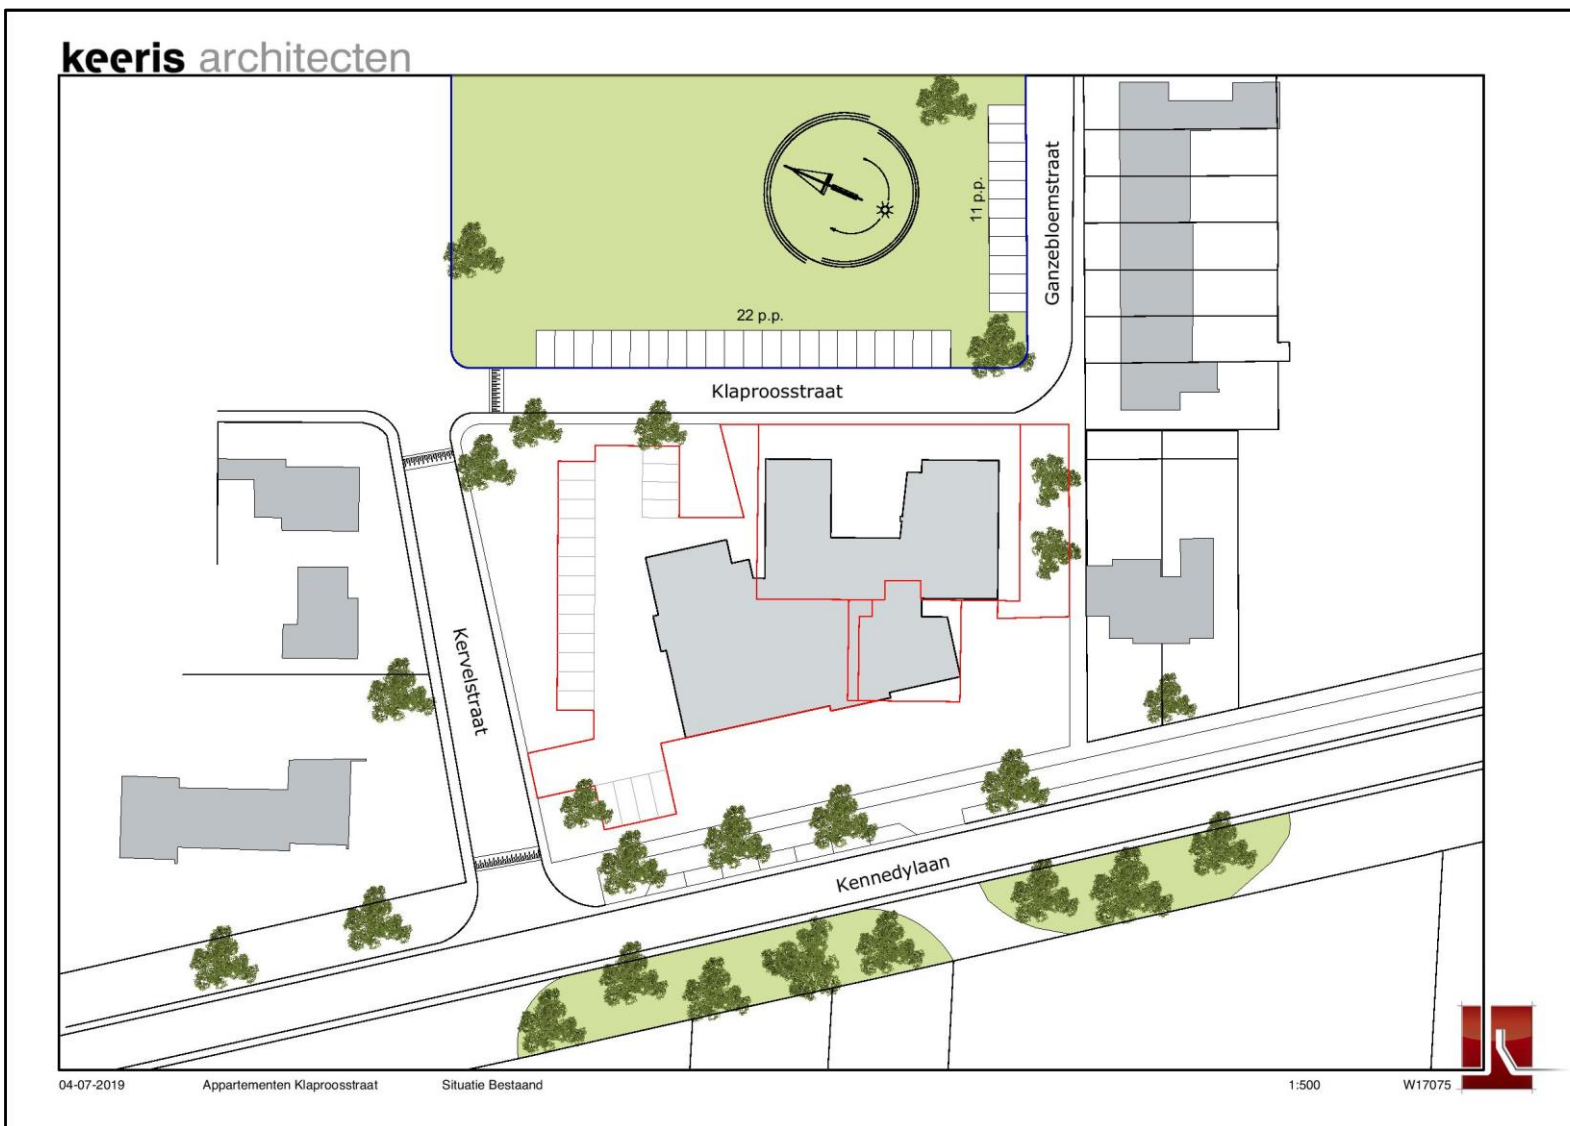 keeris architecten
11 p.p.
Ganzebloemstraat
22 p.p.
Klaproosstraat
Kervelstraat
Kennedylaan
04-07-2019 Appartementen Klaproosstraat Situatie Bestaand 1:500 W17075